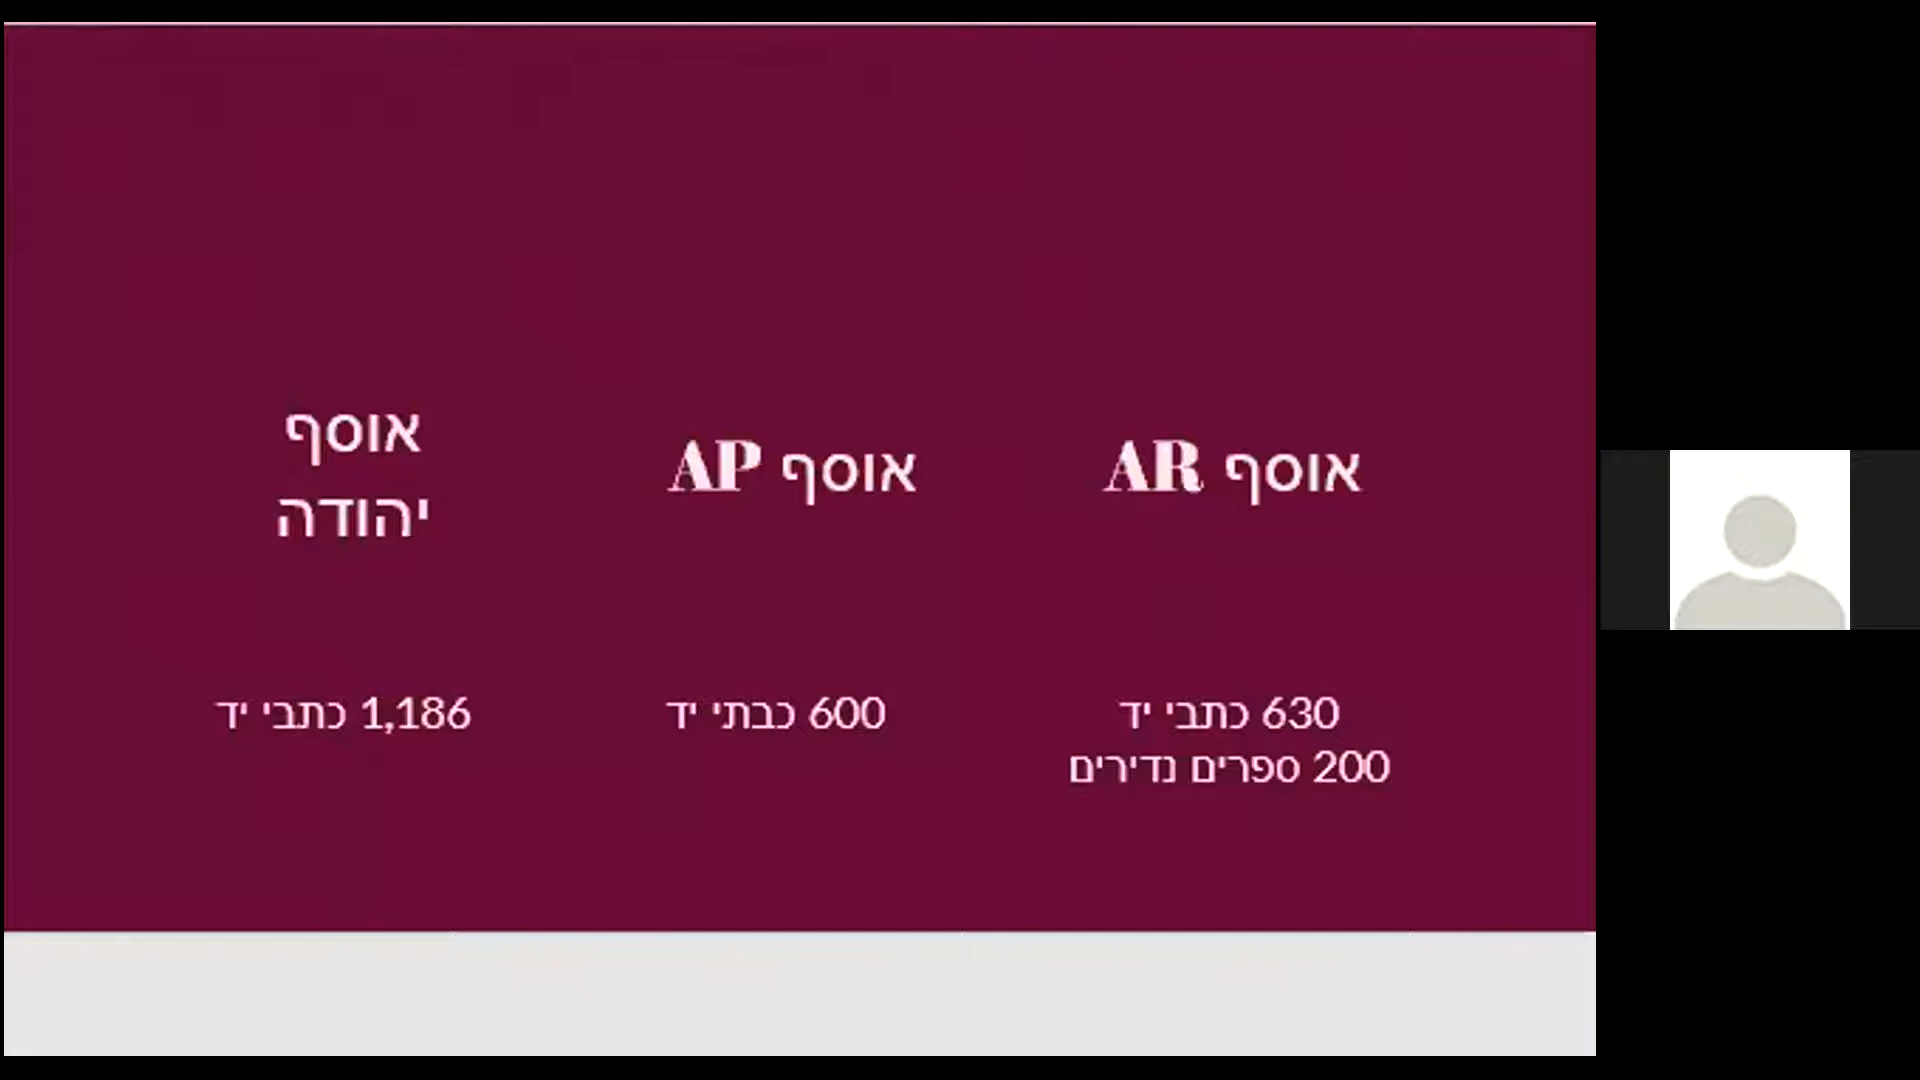 אוסף AR
630 כתבי יד
200 ספרים נדירים
אוסף AP
600 כבתי יד
אוסף
יהודה
1,186 כתבי יד